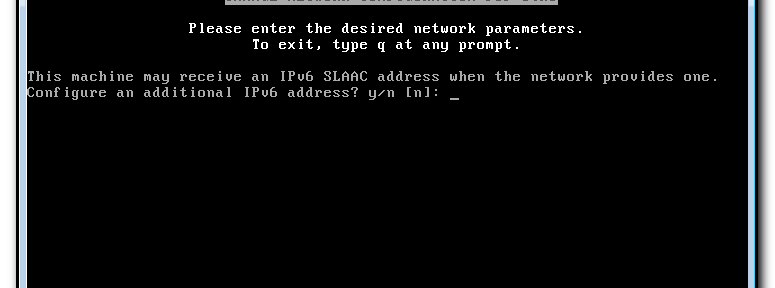 Please enter the desired network parameters.
To exit, type q at any prompt.
This machine may receive an IPv6 SLAAC address when the network provides one.
Configure an additional IPv6 address? y/n [n]: _